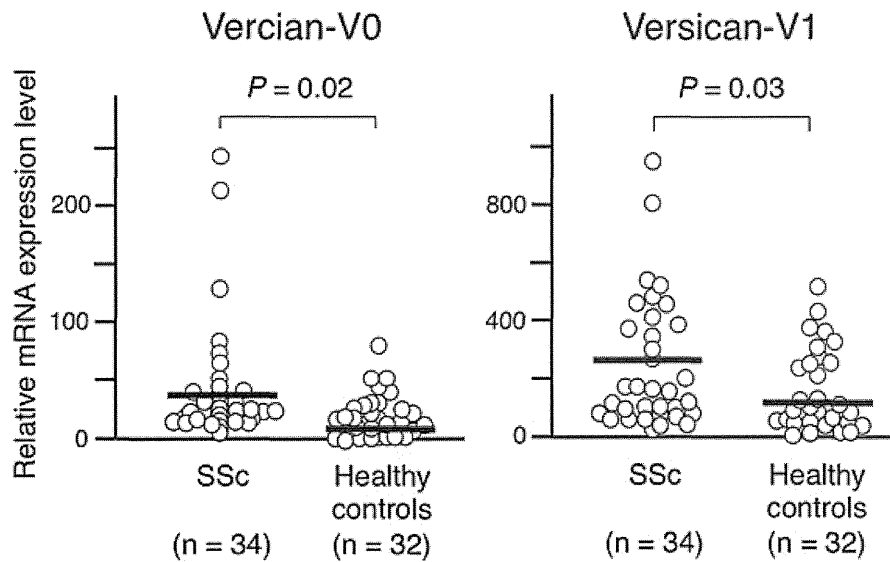 Vercian-V0
Versican-V1
P = 0.02
P = 0.03
Relative mRNA expression level
200
100
0
800
400
0
SSc
Healthy
controls
SSc
Healthy
controls
(n = 34)
(n = 32)
(n = 34)
(n = 32)